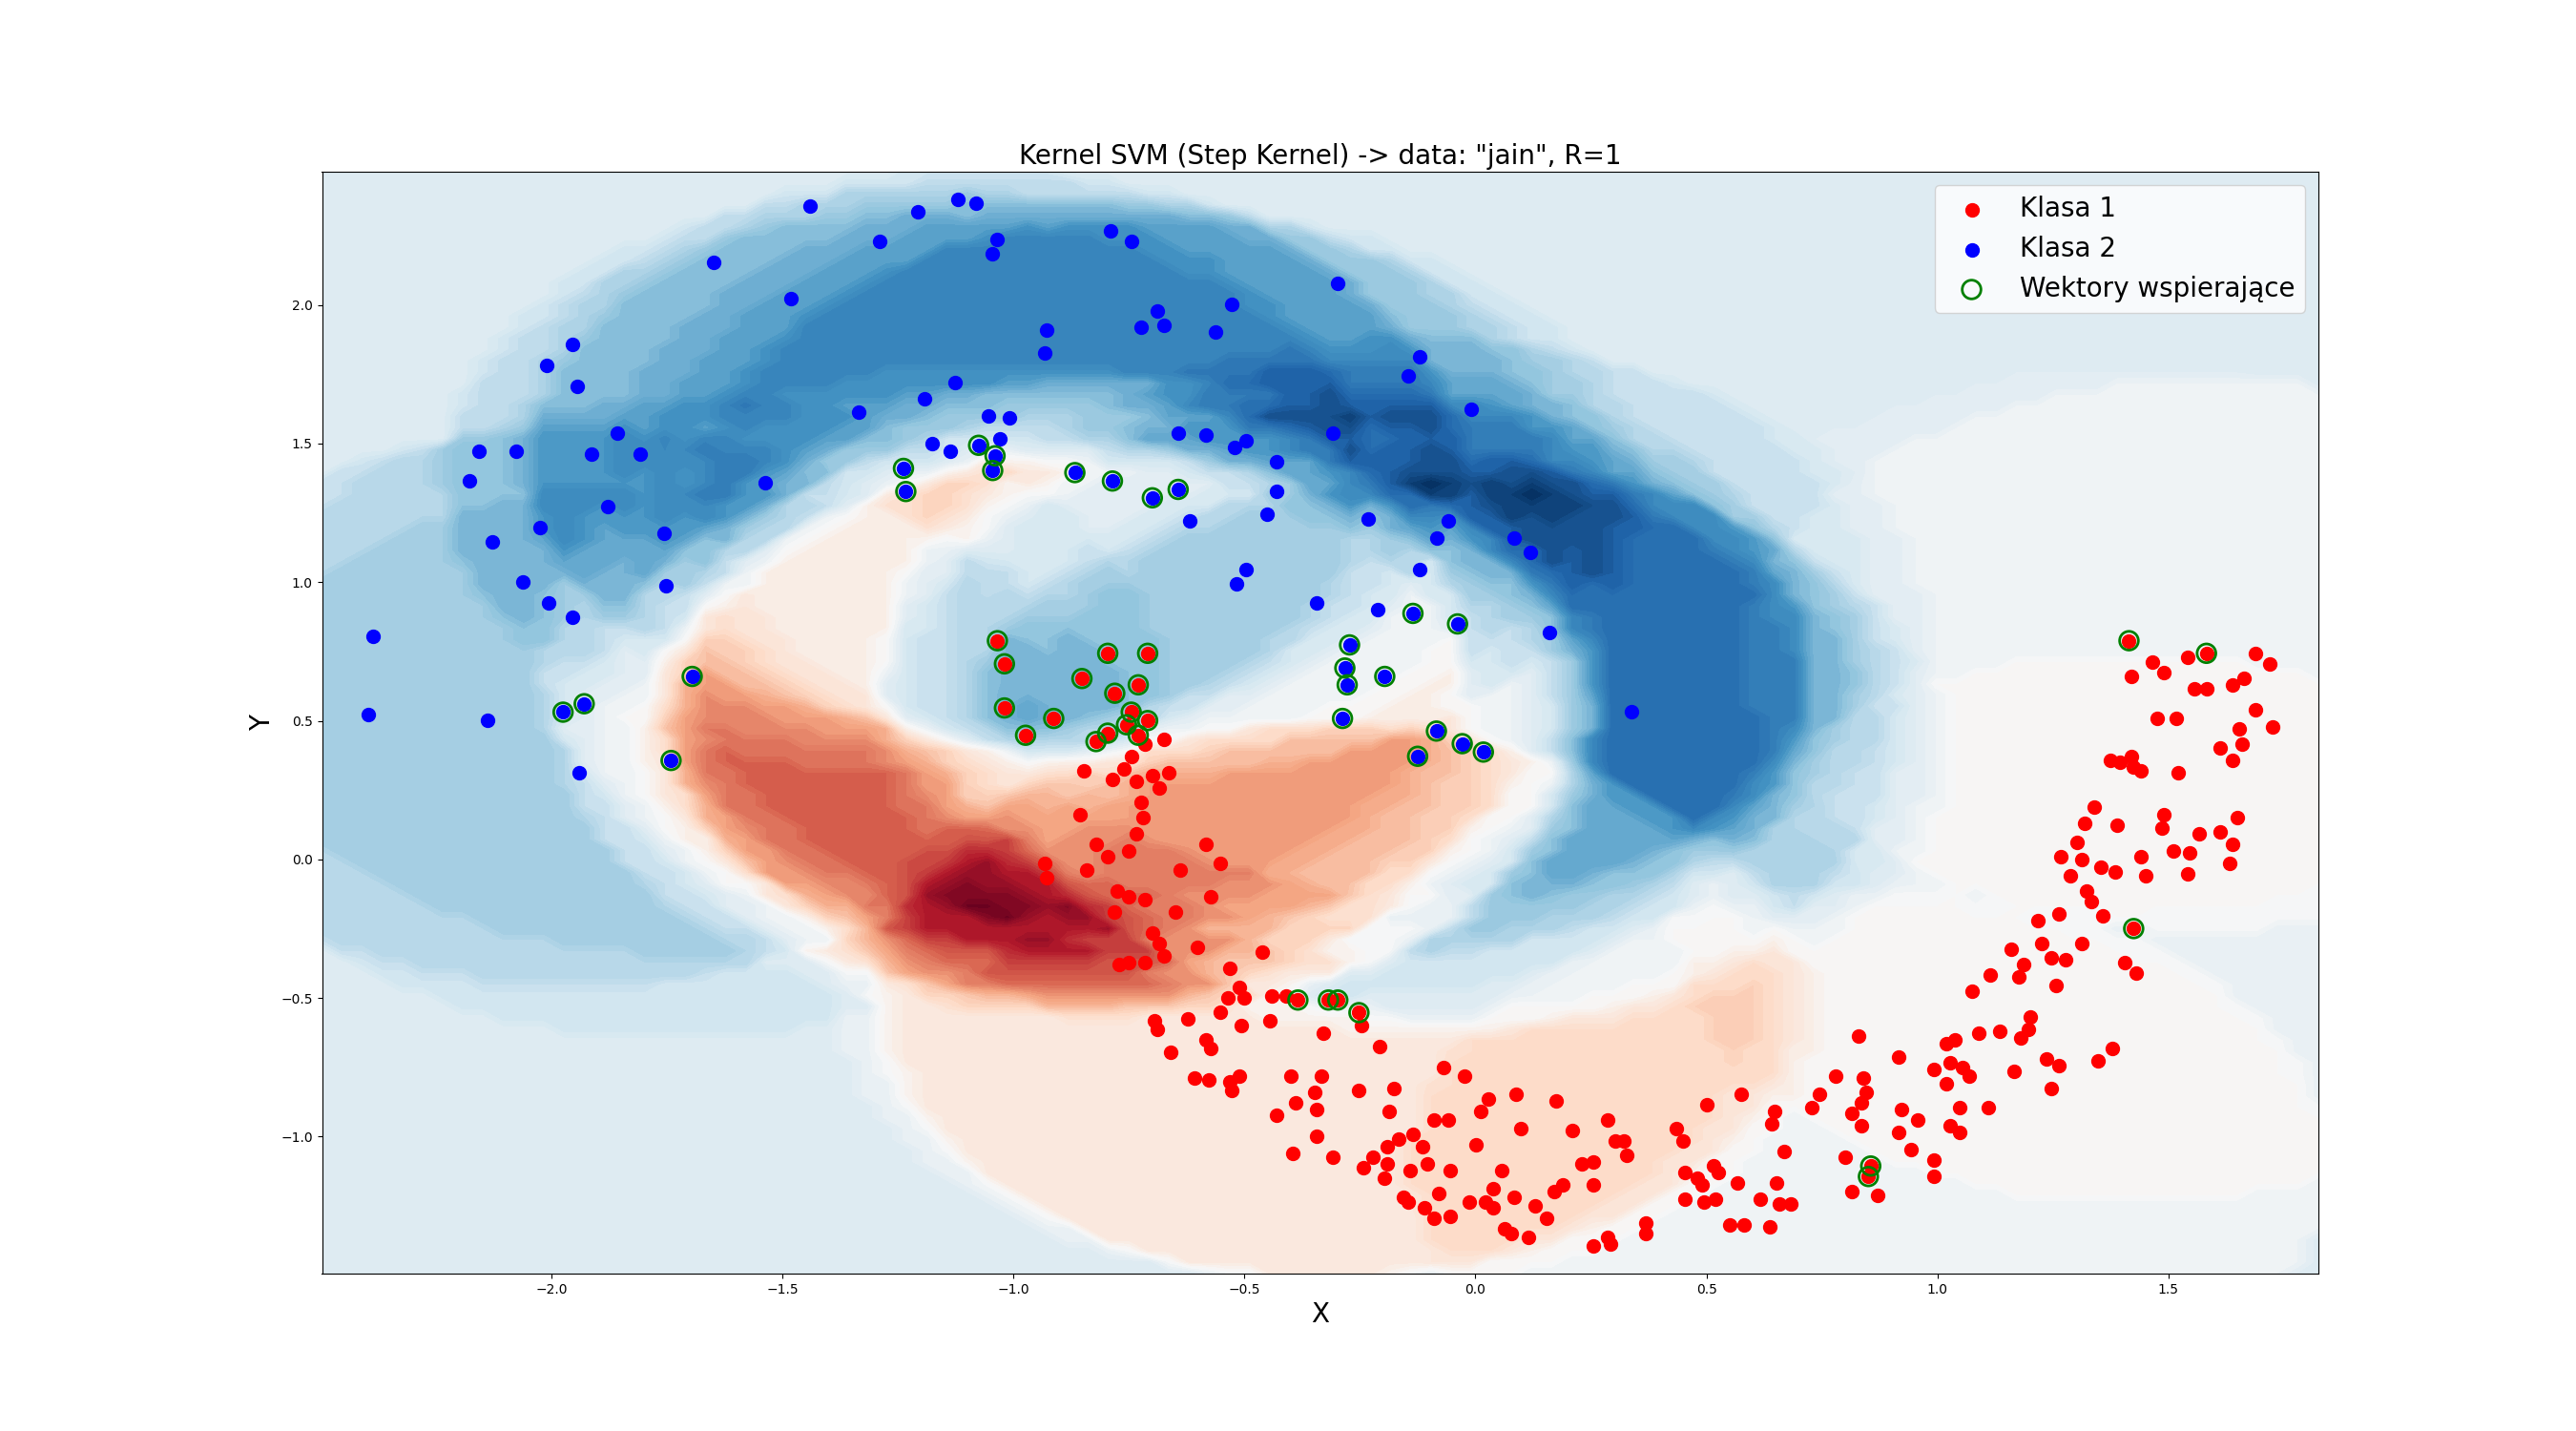 Kernel SVM (Step Kernel) -> data: "jain", R=1
Klasa 1
Klasa 2
Wektory wspierające
2.0
1.5
1.0
0.5
0.0
−0.5
−1.0
Y
−2.0 −1.5 −1.0 −0.5 0.0 0.5 1.0 1.5
X